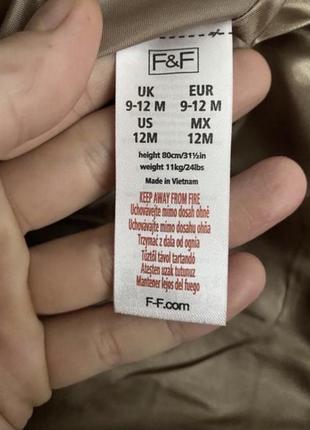 F&F
UK EUR
9-12 M 9-12 M
US MX
12M 12M
height 80cm/31½in
weight 11kg/24lbs
Made in Vietnam
KEEP AWAY FROM FIRE
Uchovávejte mimo dosah ohně
Uchovávajte mimo dosahu ohňa
Trzymać z dala od ognia
Tűztől távol tartandó
Atesten uzak tutunuz
Mantener lejos del fuego
F-F.com